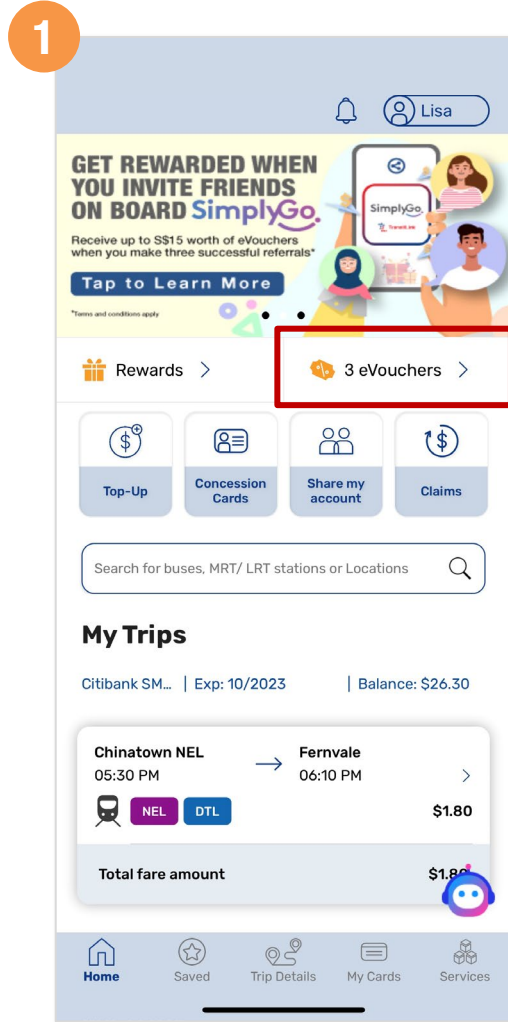 1
Lisa
GET REWARDED WHEN
YOU INVITE FRIENDS
ON BOARD SimplyGo.
Receive up to S$15 worth of eVouchers
when you make three successful referrals*
Tap to Learn More
*Terms and conditions apply
SimplyGo
TransitLink
Rewards >
3 eVouchers >
Top-Up
Concession
Cards
Share my
account
Claims
Search for buses, MRT/ LRT stations or Locations
My Trips
Citibank SM... | Exp: 10/2023 | Balance: $26.30
Chinatown NEL → Fernvale
05:30 PM 06:10 PM >
NEL DTL $1.80
Total fare amount $1.80
Home Saved Trip Details My Cards Services